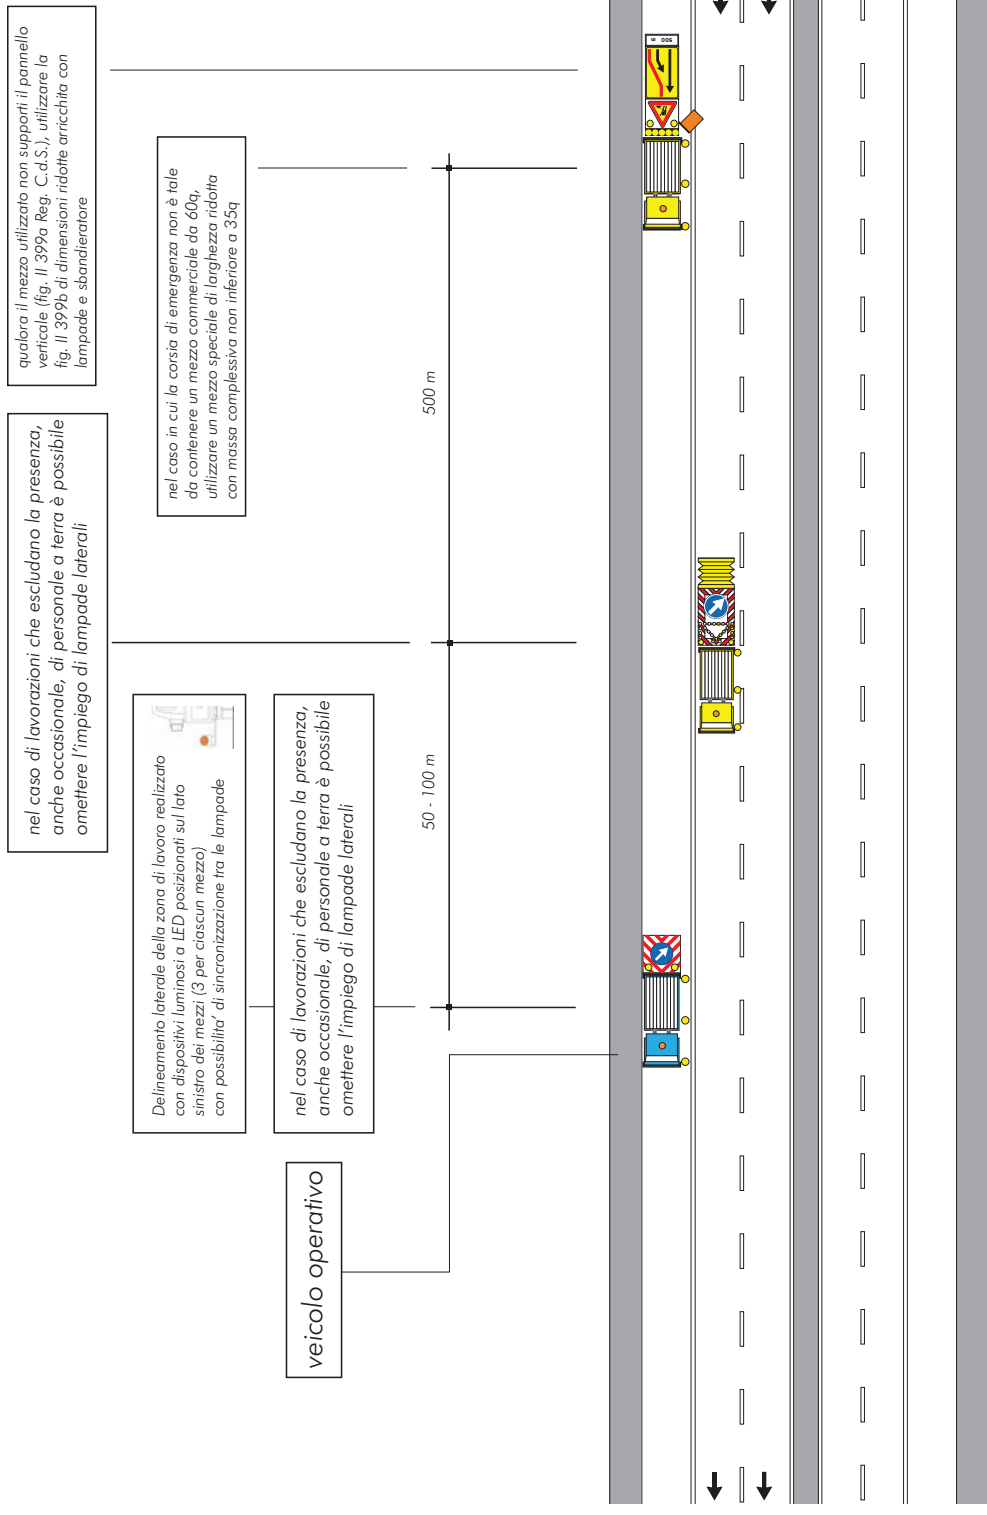 qualora il mezzo utilizzato non supporti il pannello
verticale (fig. II 399a Reg. C.d.S.), utilizzare la
fig. II 399b di dimensioni ridotte arricchita con
lampade e sbandieratore
nel caso in cui la corsia di emergenza non è tale
da contenere un mezzo commerciale da 60q,
utilizzare un mezzo speciale di larghezza ridotta
con massa complessiva non inferiore a 35q
nel caso di lavorazioni che escludano la presenza,
anche occasionale, di personale a terra è possibile
omettere l'impiego di lampade laterali
Delineamento laterale della zona di lavoro realizzato
con dispositivi luminosi a LED posizionati sul lato
sinistro dei mezzi (3 per ciascun mezzo)
con possibilita' di sincronizzazione tra le lampade
nel caso di lavorazioni che escludano la presenza,
anche occasionale, di personale a terra è possibile
omettere l'impiego di lampade laterali
veicolo operativo
500 m
50 - 100 m
500 m